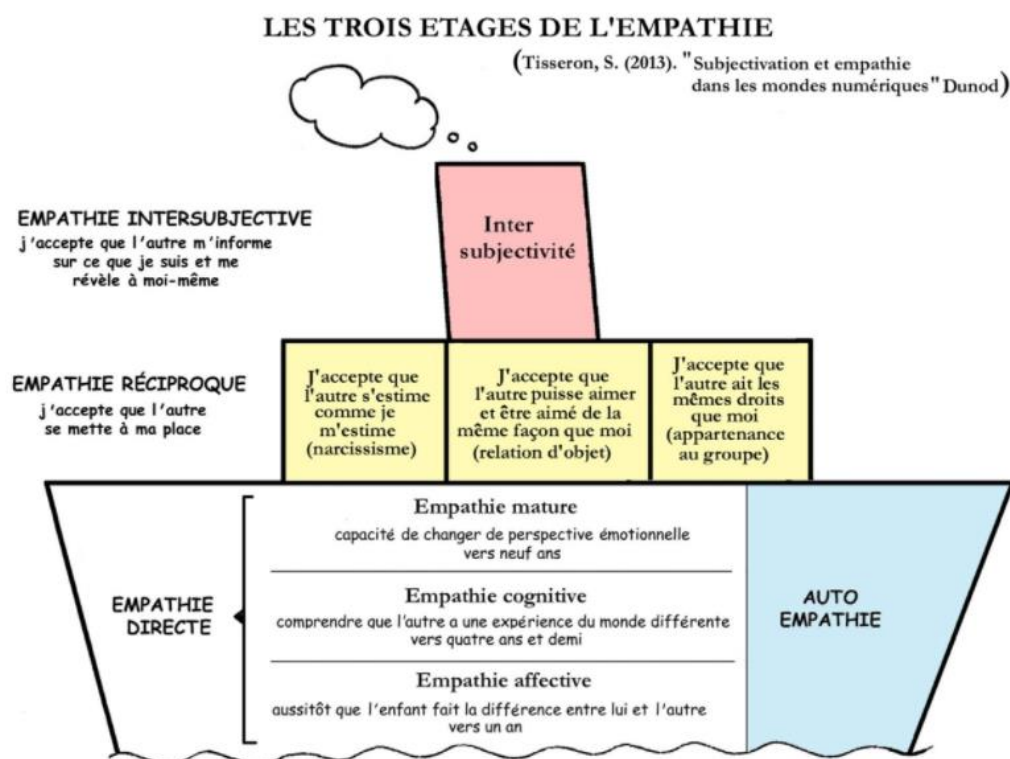 LES TROIS ETAGES DE L'EMPATHIE
(Tisseron, S. (2013). "Subjectivation et empathie
dans les mondes numériques" Dunod)
Inter
subjectivité
EMPATHIE INTERSUBJECTIVE
j'accepte que l'autre m'informe
sur ce que je suis et me
révèle à moi-même
EMPATHIE RÉCIPROQUE
j'accepte que l'autre
se mette à ma place
J'accepte que
l'autre s'estime
comme je
m'estime
(narcissisme)
J'accepte que
l'autre puisse aimer
et être aimé de la
même façon que moi
(relation d'objet)
J'accepte que
l'autre ait les
mêmes droits
que moi
(appartenance
au groupe)
EMPATHIE
DIRECTE
Empathie mature
capacité de changer de perspective émotionnelle
vers neuf ans
Empathie cognitive
comprendre que l'autre a une expérience du monde différente
vers quatre ans et demi
Empathie affective
aussitôt que l'enfant fait la différence entre lui et l'autre
vers un an
AUTO
EMPATHIE